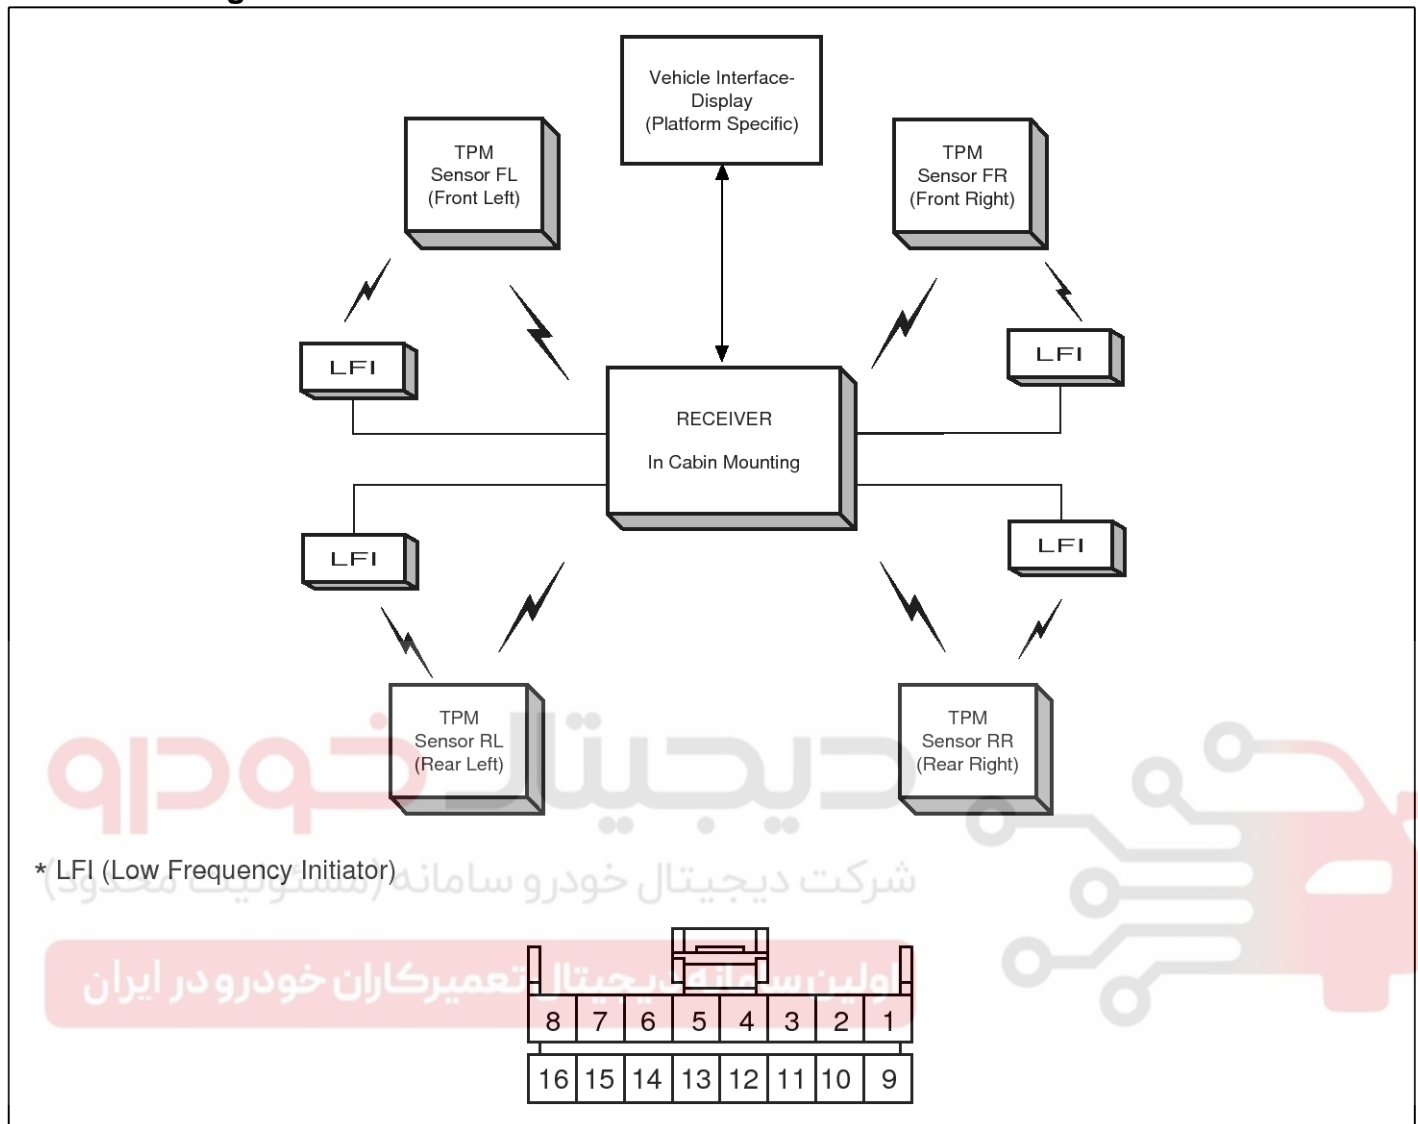 g
Vehicle Interface-
Display
(Platform Specific)
TPM
Sensor FL
(Front Left)
TPM
Sensor FR
(Front Right)
LFI
LFI
RECEIVER
In Cabin Mounting
LFI
LFI
TPM
Sensor RL
(Rear Left)
TPM
Sensor RR
(Rear Right)
دیجیتال خودرو
* LFI (Low Frequency Initiator)
شرکت دیجیتال خودرو سامانه (مسئولیت محدود)
اولین سامانه دیجیتال تعمیرکاران خودرو در ایران
8 7 6 5 4 3 2 1
16 15 14 13 12 11 10 9